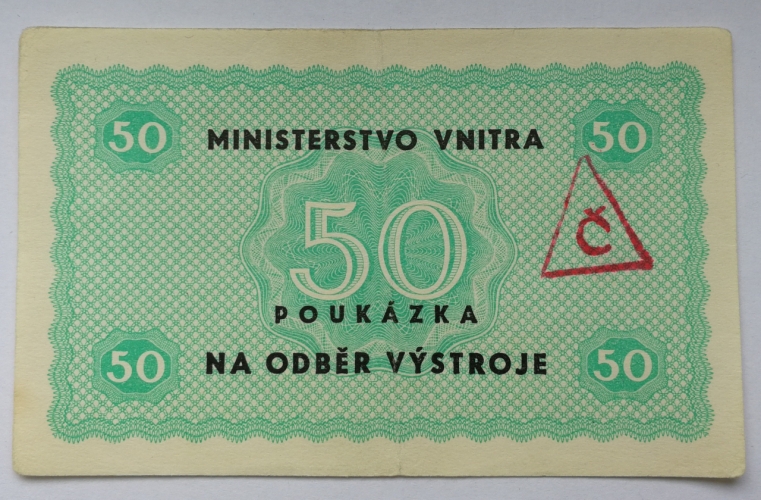 50 MINISTERSTVO VNITRA 50
Č
50
POUKÁZKA
50 NA ODBĚR VÝSTROJE 50